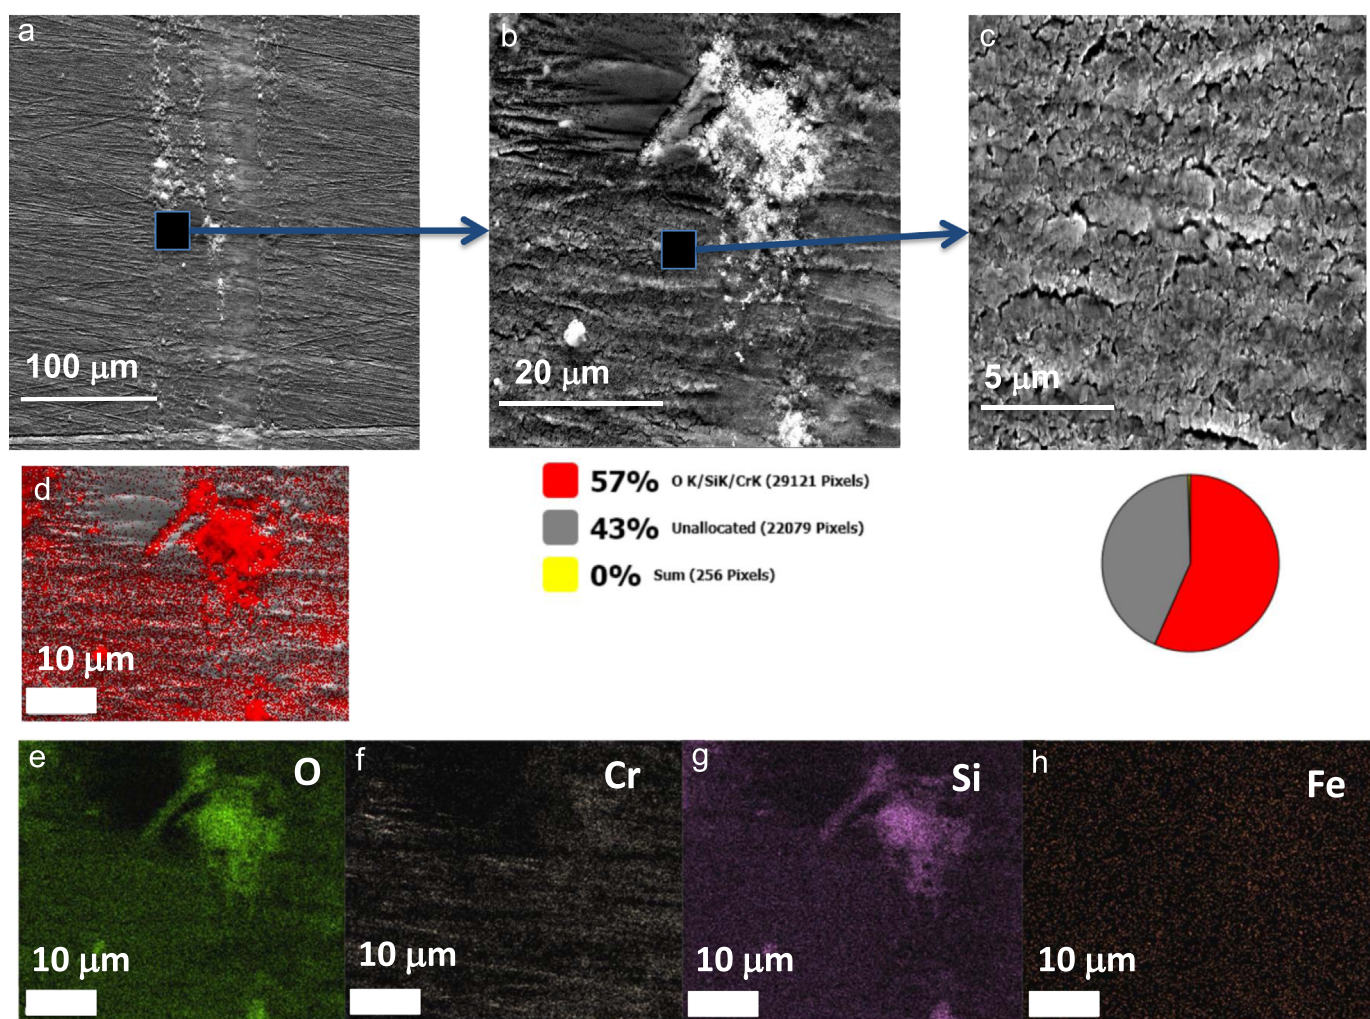 a
b
c
100 μm
20 μm
5 μm
d
10 μm
57% O K/SiK/CrK (29121 Pixels)
43% Unallocated (22079 Pixels)
0% Sum (256 Pixels)
e
O
f
Cr
g
Si
h
Fe
10 μm
10 μm
10 μm
10 μm